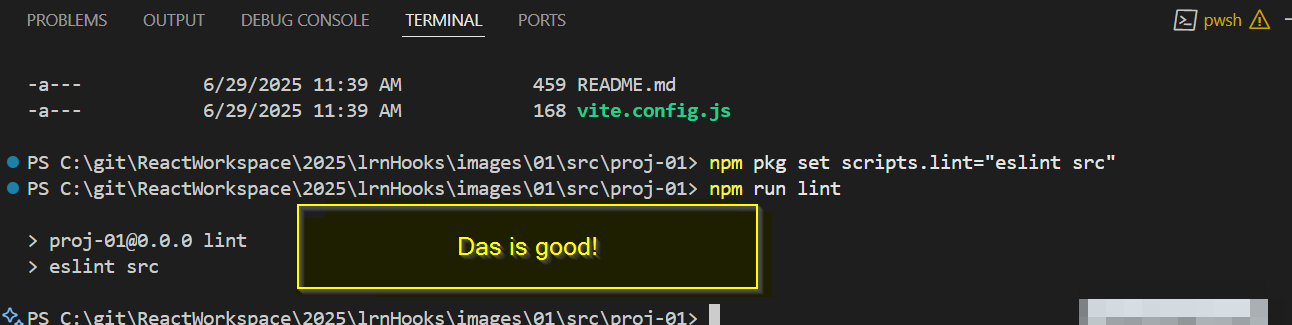 PROBLEMS OUTPUT DEBUG CONSOLE TERMINAL PORTS pwsh
-a--- 6/29/2025 11:39 AM 459 README.md
-a--- 6/29/2025 11:39 AM 168 vite.config.js
PS C:\git\ReactWorkspace\2025\lrnHooks\images\01\src\proj-01> npm pkg set scripts.lint="eslint src"
PS C:\git\ReactWorkspace\2025\lrnHooks\images\01\src\proj-01> npm run lint
> proj-01@0.0.0 lint
Das is good!
> eslint src
PS C:\git\ReactWorkspace\2025\lrnHooks\images\01\src\proj-01>